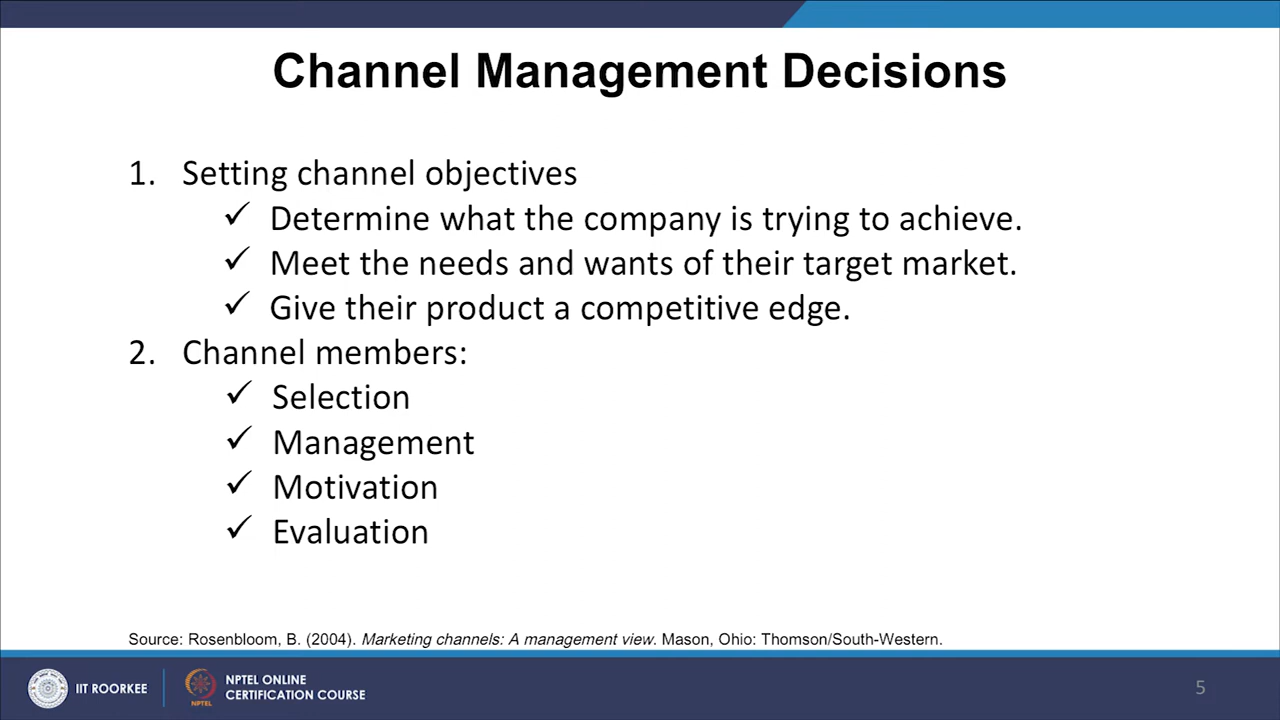 Channel Management Decisions
1. Setting channel objectives
✓ Determine what the company is trying to achieve.
✓ Meet the needs and wants of their target market.
✓ Give their product a competitive edge.
2. Channel members:
✓ Selection
✓ Management
✓ Motivation
✓ Evaluation
Source: Rosenbloom, B. (2004). Marketing channels: A management view. Mason, Ohio: Thomson/South-Western.
IIT ROORKEE
NPTEL
NPTEL ONLINE
CERTIFICATION COURSE
5